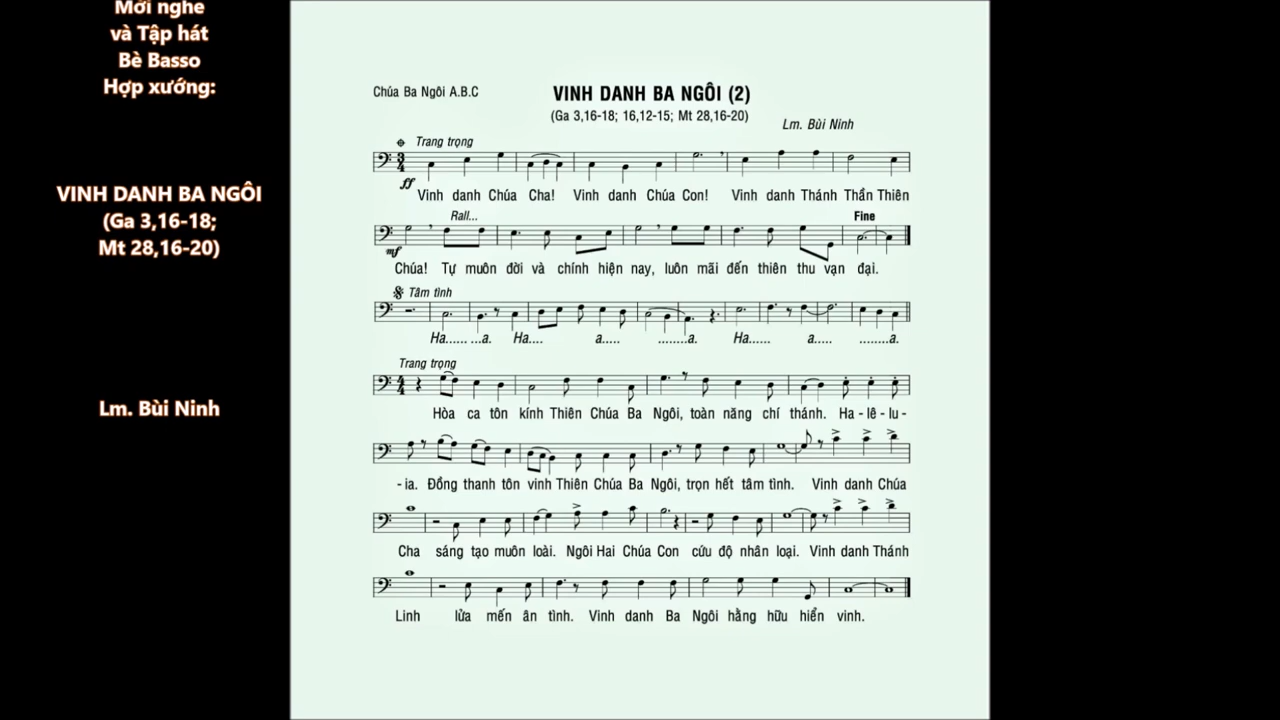 Mời nghe
và Tập hát
Bè Basso
Hợp xướng:
VINH DANH BA NGÔI
(Ga 3,16-18;
Mt 28,16-20)
Lm. Bùi Ninh
Chúa Ba Ngôi A.B.C
VINH DANH BA NGÔI (2)
(Ga 3,16-18; 16,12-15; Mt 28,16-20)
Lm. Bùi Ninh
Trang trọng
3 4
ff
Vinh danh Chúa Cha! Vinh danh Chúa Con! Vinh danh Thánh Thần Thiên
Rall...
Fine
mf
Chúa! Tự muôn đời và chính hiện nay, luôn mãi đến thiên thu vạn đại.
Tâm tình
Ha...... ...a. Ha.... a..... ........a. Ha...... a..... ........a.
Trang trọng
4 4
Hòa ca tôn kính Thiên Chúa Ba Ngôi, toàn năng chí thánh. Ha - lê - lu -
- ia. Đồng thanh tôn vinh Thiên Chúa Ba Ngôi, trọn hết tâm tình. Vinh danh Chúa
Cha sáng tạo muôn loài. Ngôi Hai Chúa Con cứu độ nhân loại. Vinh danh Thánh
Linh lửa mến ân tình. Vinh danh Ba Ngôi hằng hữu hiển vinh.